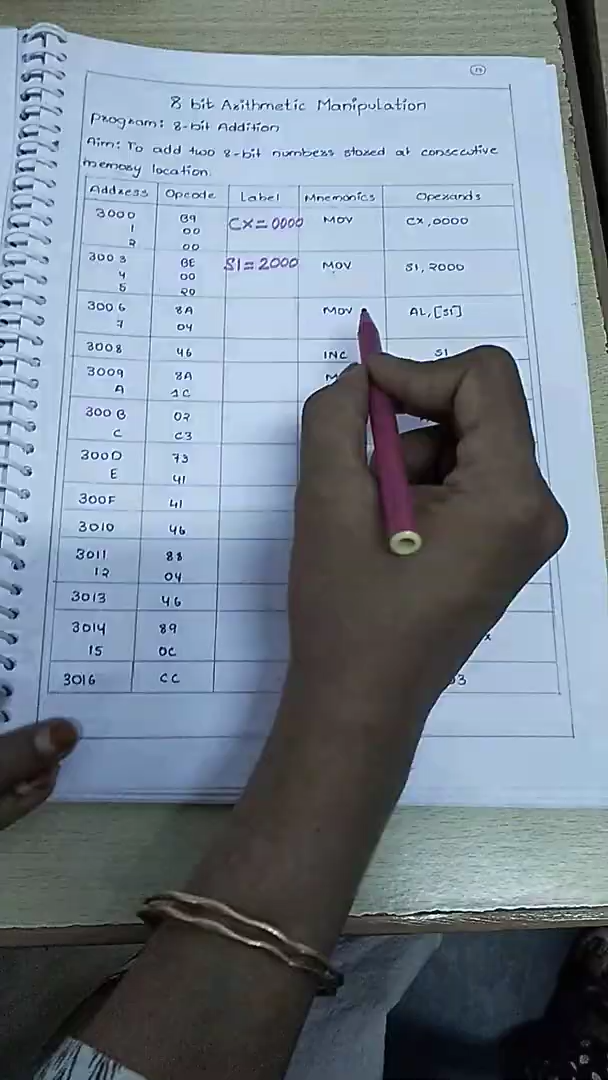 17
8 bit Arithmetic Manipulation
Program: 8-bit Addition
Aim: To add two 8-bit numbers stored at consecutive
memory location.
Address Opcode Label Mnemonics Operands
3000 B9 CX=0000 MOV CX,0000
1 00
2 00
3003 BE SI=2000 MOV SI,2000
4 00
5 20
3006 8A MOV AL,[SI]
7 04
3008 46 INC SI
3009 8A M
A 1C
300B 02
C C3
300D 73
E 41
300F 41
3010 46
3011 88
12 04
3013 46
3014 89
15 0C
3016 CC 03